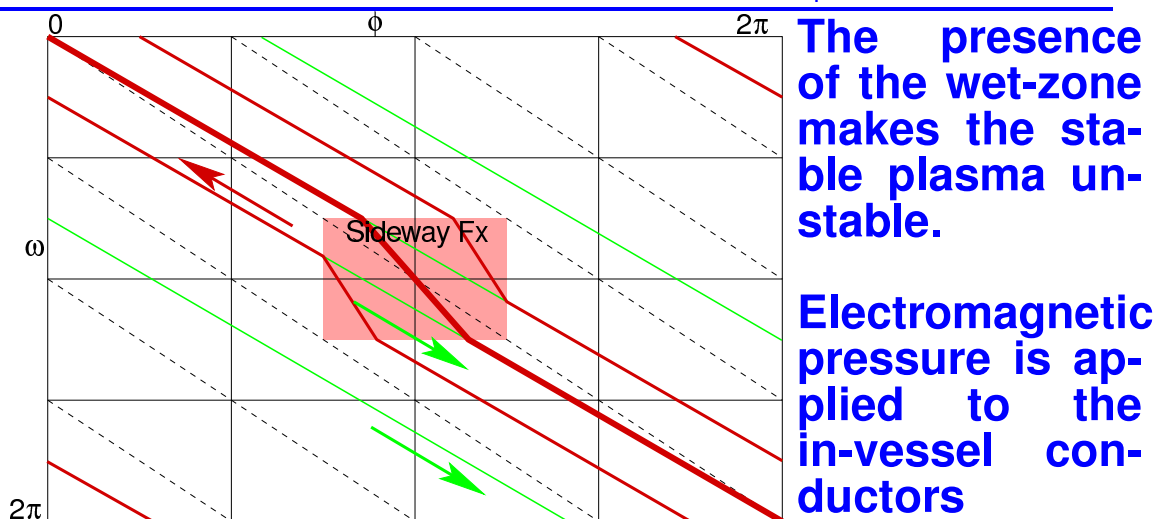 0 ϕ 2π
ω
Sideway Fx
2π
The presence
of the wet-zone
makes the sta-
ble plasma un-
stable.
Electromagnetic
pressure is ap-
plied to the
in-vessel con-
ductors